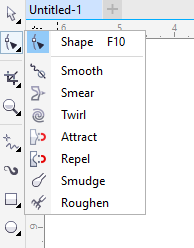 Untitled-1
Shape F10
Smooth
Smear
Twirl
Attract
Repel
Smudge
Roughen